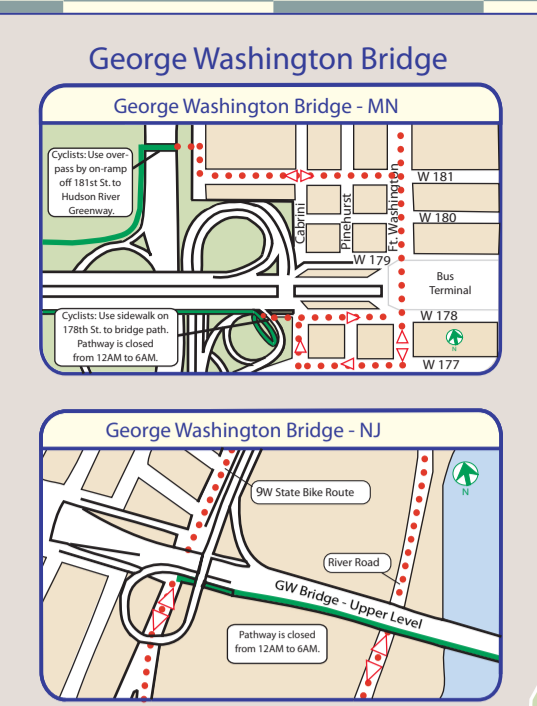 George Washington Bridge
George Washington Bridge - MN
Cyclists: Use over-
pass by on-ramp
off 181st St. to
Hudson River
Greenway.
W 181
W 180
Cabrini
Pinehurst
Ft. Washington
W 179
Bus
Terminal
Cyclists: Use sidewalk on
178th St. to bridge path.
Pathway is closed
from 12AM to 6AM.
W 178
N
W 177
George Washington Bridge - NJ
9W State Bike Route
N
River Road
GW Bridge - Upper Level
Pathway is closed
from 12AM to 6AM.